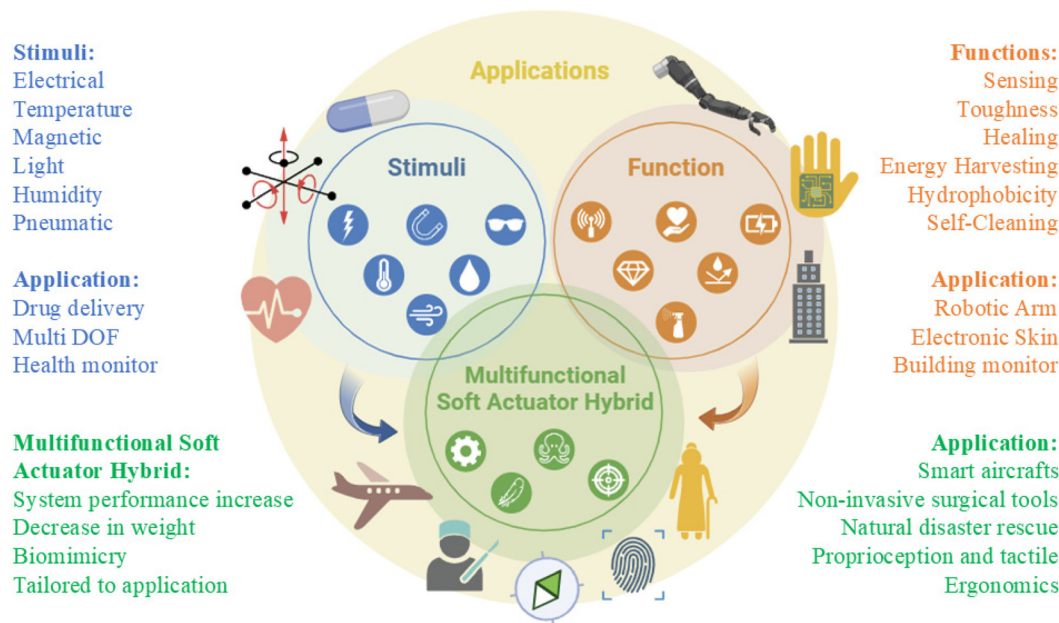 Applications
Stimuli:
Electrical
Temperature
Magnetic
Light
Humidity
Pneumatic
Application:
Drug delivery
Multi DOF
Health monitor
Stimuli
Function
Functions:
Sensing
Toughness
Healing
Energy Harvesting
Hydrophobicity
Self-Cleaning
Application:
Robotic Arm
Electronic Skin
Building monitor
Multifunctional
Soft Actuator Hybrid
Multifunctional Soft
Actuator Hybrid:
System performance increase
Decrease in weight
Biomimicry
Tailored to application
Application:
Smart aircrafts
Non-invasive surgical tools
Natural disaster rescue
Proprioception and tactile
Ergonomics